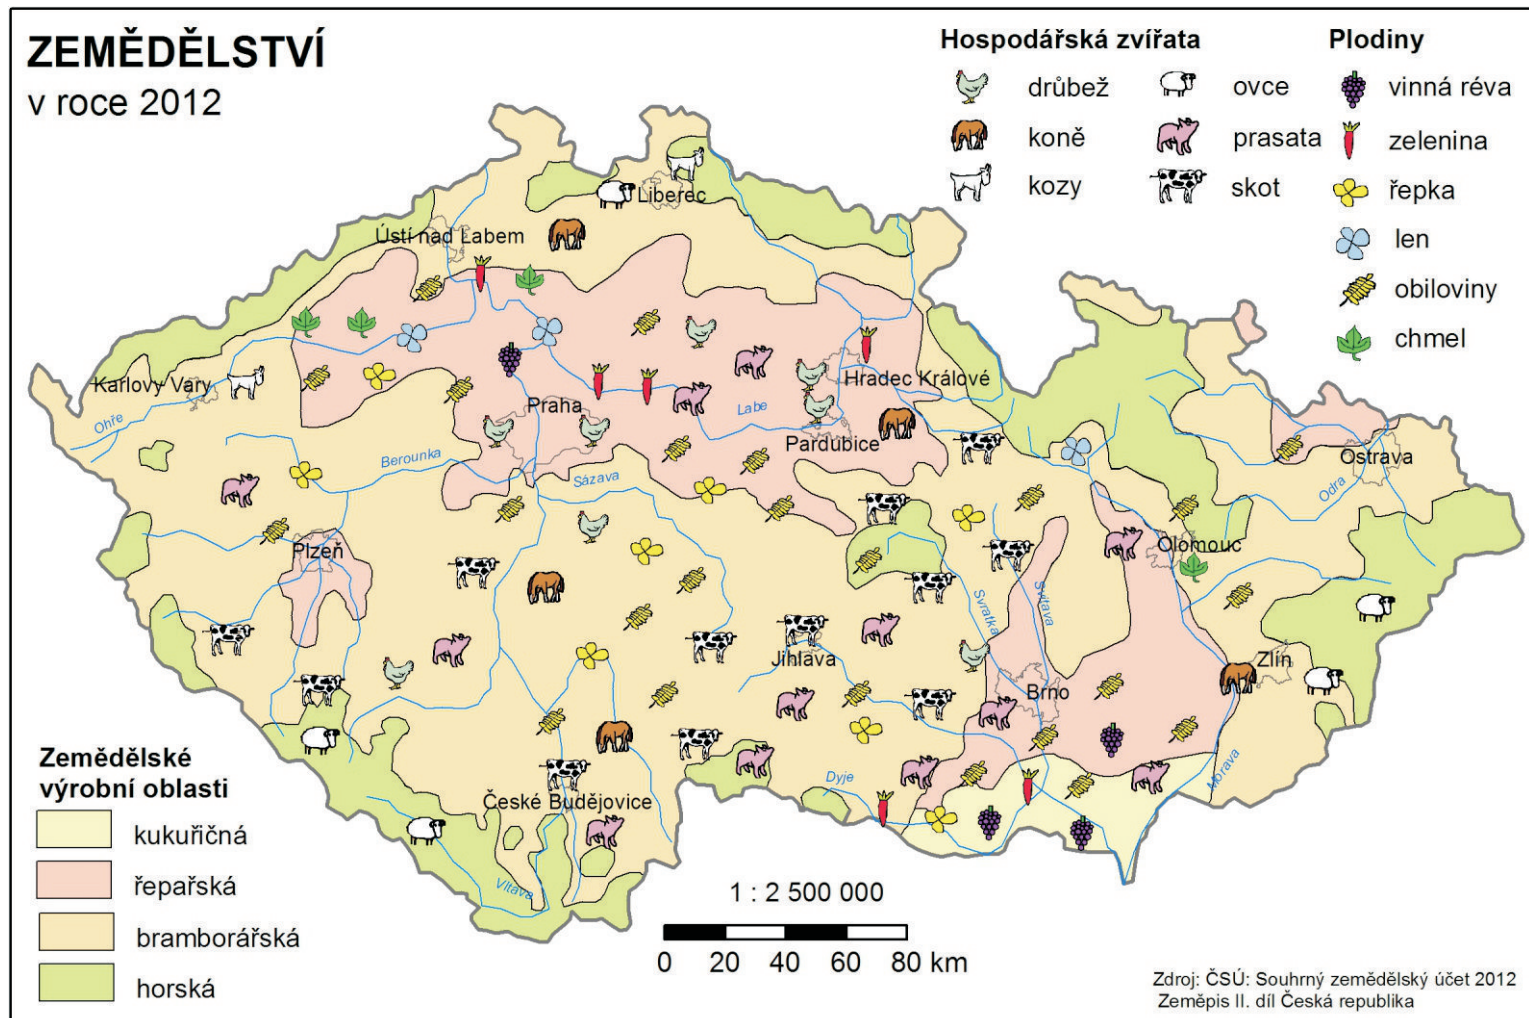 ZEMĚDĚLSTVÍ
v roce 2012
Hospodářská zvířata
drůbež
koně
kozy
ovce
prasata
skot
Plodiny
vinná réva
zelenina
řepka
len
obiloviny
chmel
Liberec
Ústí nad Labem
Karlovy Vary
Ohře
Praha
Labe
Hradec Králové
Pardubice
Berounka
Sázava
Plzeň
Ostrava
Odra
Olomouc
Svratka
Svitava
Jihlava
Brno
Zlín
Morava
Dyje
České Budějovice
Vltava
Zemědělské
výrobní oblasti
kukuřičná
řepařská
bramborářská
horská
1 : 2 500 000
0 20 40 60 80 km
Zdroj: ČSÚ: Souhrný zemědělský účet 2012
Zeměpis II. díl Česká republika